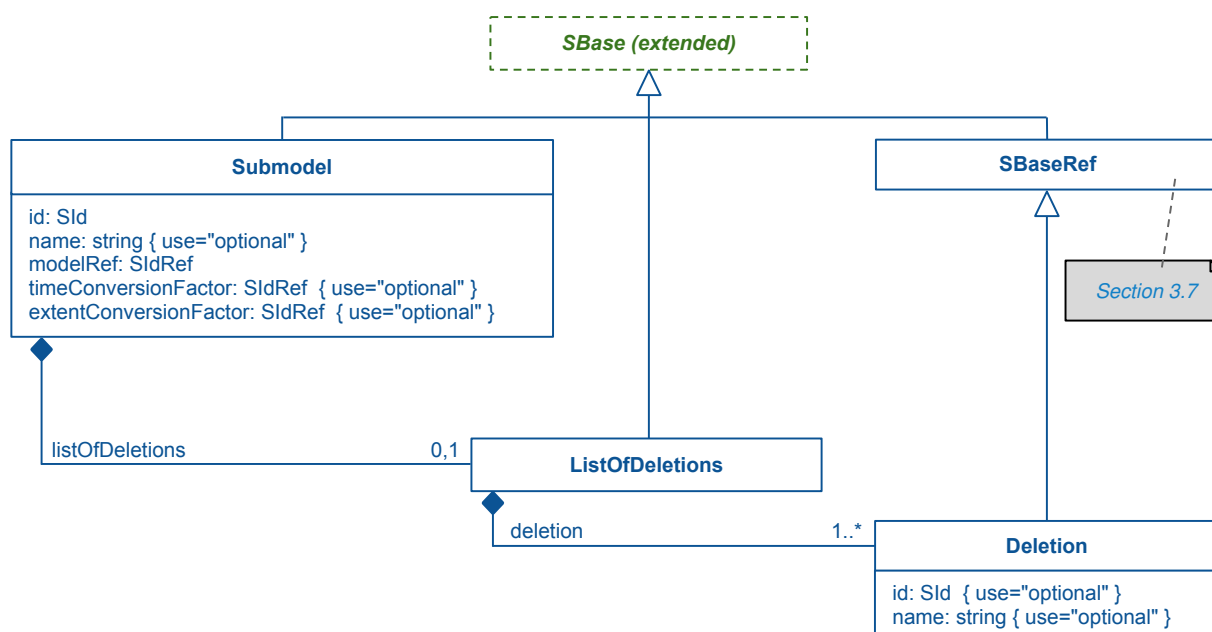 SBase (extended)
Submodel
SBaseRef
id: SId
name: string { use="optional" }
modelRef: SIdRef
timeConversionFactor: SIdRef { use="optional" }
extentConversionFactor: SIdRef { use="optional" }
Section 3.7
listOfDeletions
0,1
ListOfDeletions
deletion
1..*
Deletion
id: SId { use="optional" }
name: string { use="optional" }